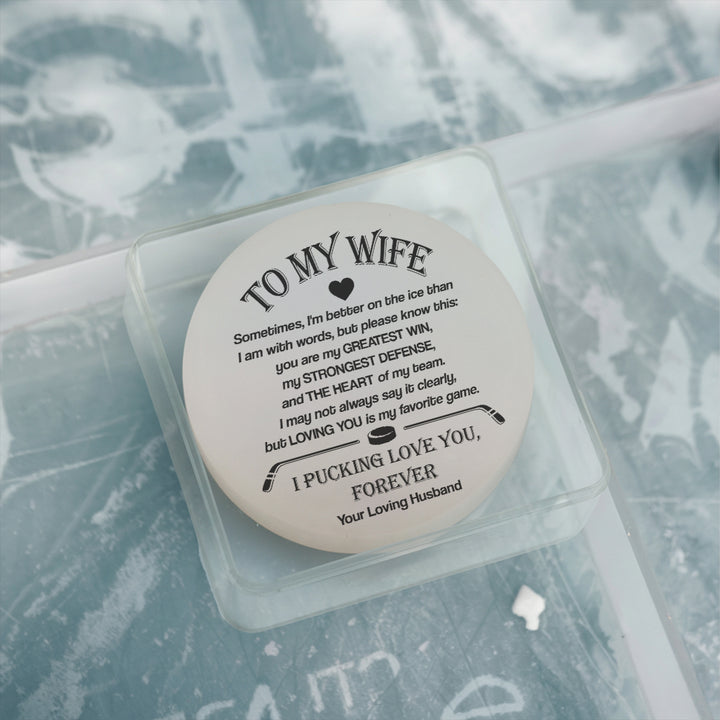 TO MY WIFE
Sometimes, I'm better on the ice than
I am with words, but please know this:
you are my GREATEST WIN,
my STRONGEST DEFENSE,
and THE HEART of my team.
I may not always say it clearly,
but LOVING YOU is my favorite game.
I PUCKING LOVE YOU,
FOREVER
Your Loving Husband